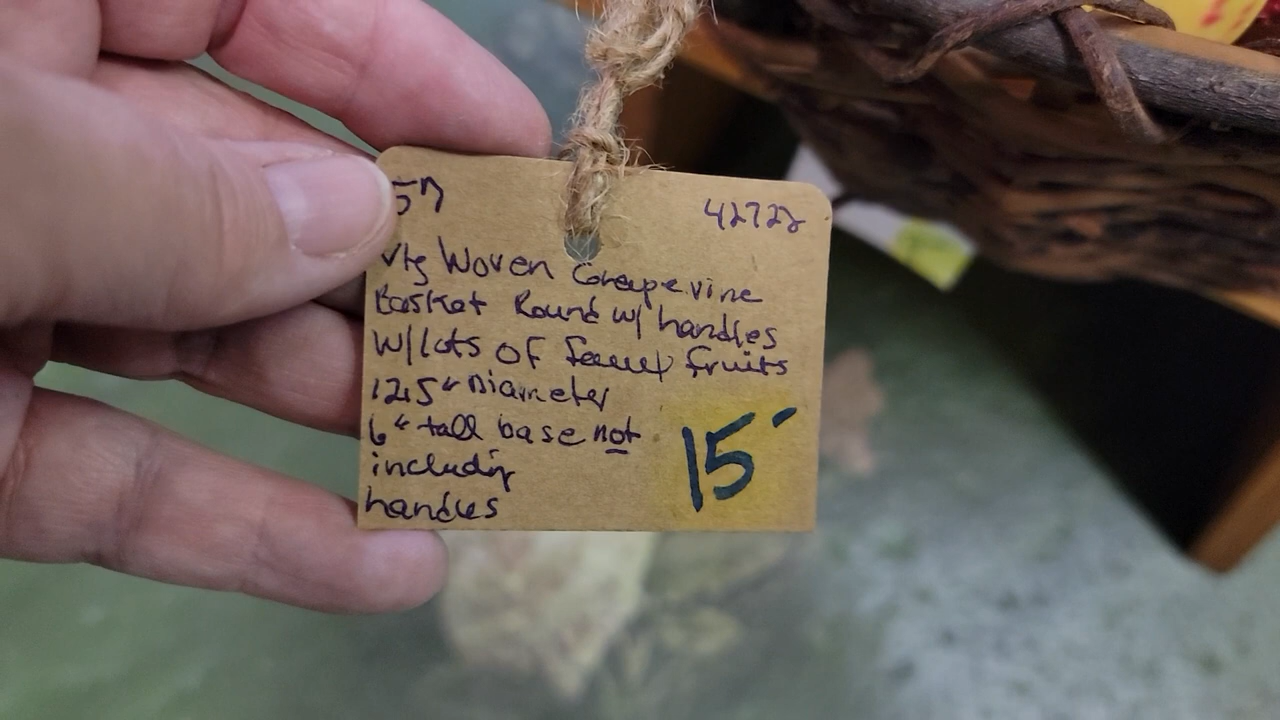 57 42722
Vtg Woven Grapevine
Basket Round w/ handles
W/lots of faux fruits
12.5" Diameter
6" tall base not
including
handles
15-